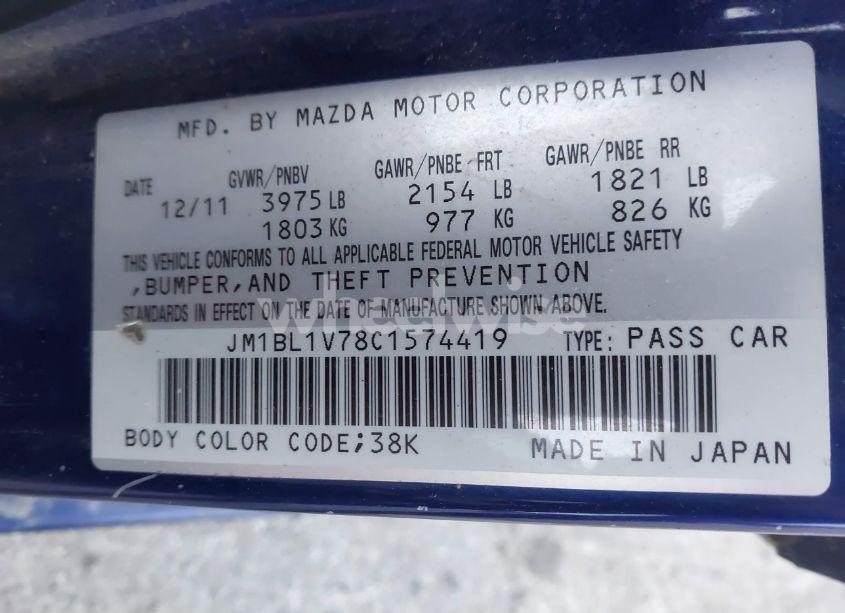 MFD. BY MAZDA MOTOR CORPORATION
DATE GVWR/PNBV GAWR/PNBE FRT GAWR/PNBE RR
12/11 3975 LB 2154 LB 1821 LB
1803 KG 977 KG 826 KG
THIS VEHICLE CONFORMS TO ALL APPLICABLE FEDERAL MOTOR VEHICLE SAFETY
,BUMPER,AND THEFT PREVENTION
STANDARDS IN EFFECT ON THE DATE OF MANUFACTURE SHOWN ABOVE.
wheelwise
JM1BL1V78C1574419 TYPE: PASS CAR
BODY COLOR CODE;38K MADE IN JAPAN